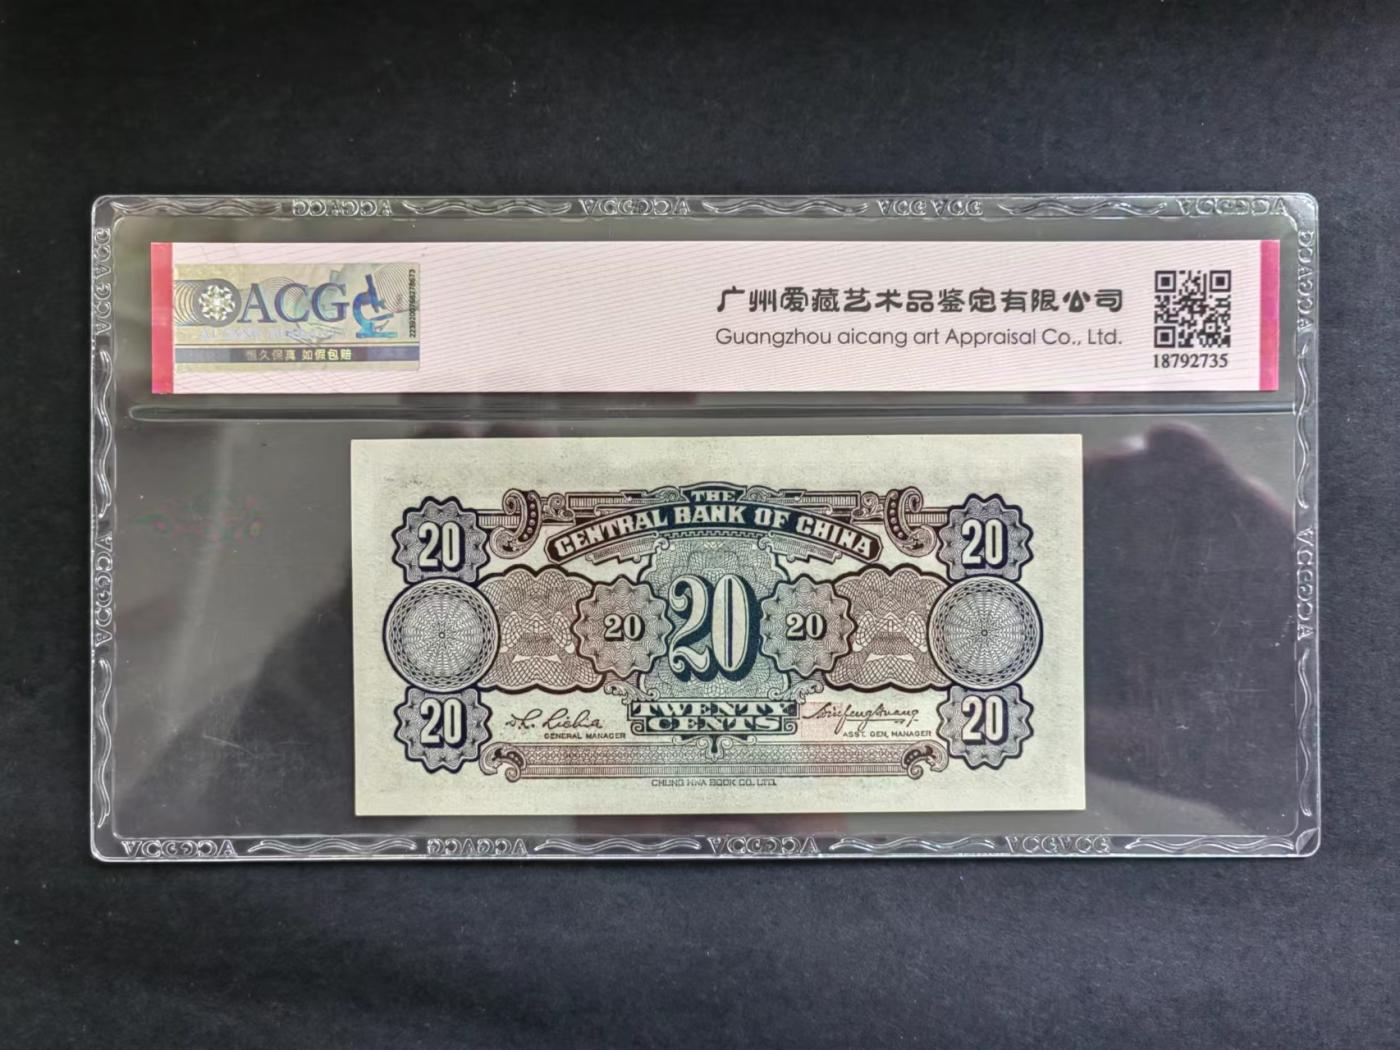 ACG
恒久保真 如假包赔
广州爱藏艺术品鉴定有限公司
Guangzhou aicang art Appraisal Co., Ltd.
18792735
THE
CENTRAL BANK OF CHINA
20
20
20
20
20
20
20
TWENTY
CENTS
GENERAL MANAGER
ASST. GEN. MANAGER
CHUNG HWA BOOK CO. LTD.